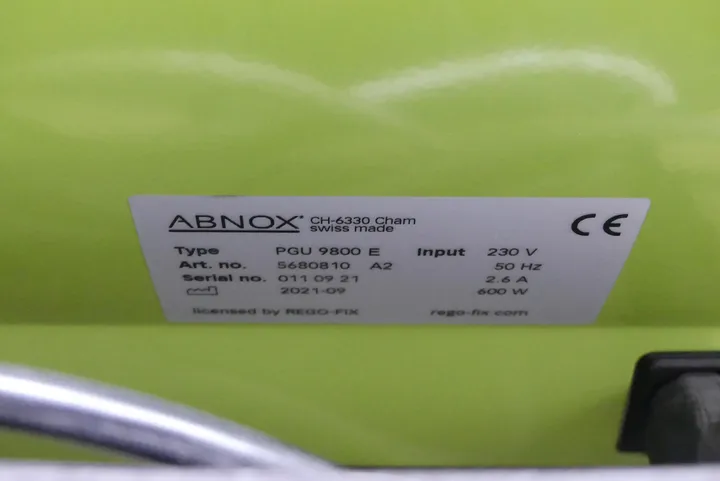 ABNOX CH-6330 Cham
swiss made
CE
Type PGU 9800 E Input 230 V
Art. no. 5680810 A2 50 Hz
Serial no. 011 09 21 2.6 A
2021-09 600 W
licensed by REGO-FIX rego-fix com